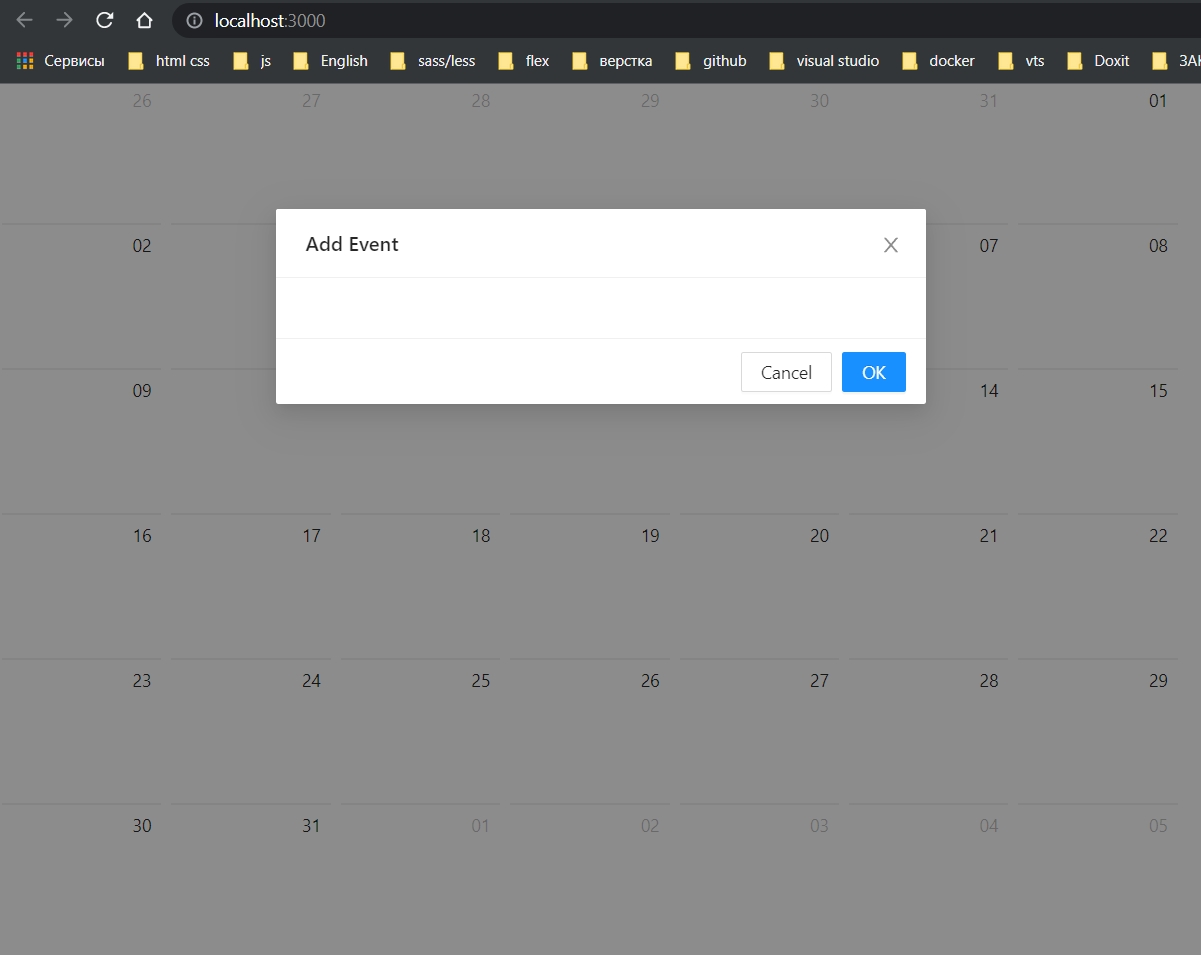 localhost:3000
Сервисы html css js English sass/less flex верстка github visual studio docker vts Doxit
26 27 28 29 30 31 01
02 07 08
Add Event
Cancel OK
09 14 15
16 17 18 19 20 21 22
23 24 25 26 27 28 29
30 31 01 02 03 04 05